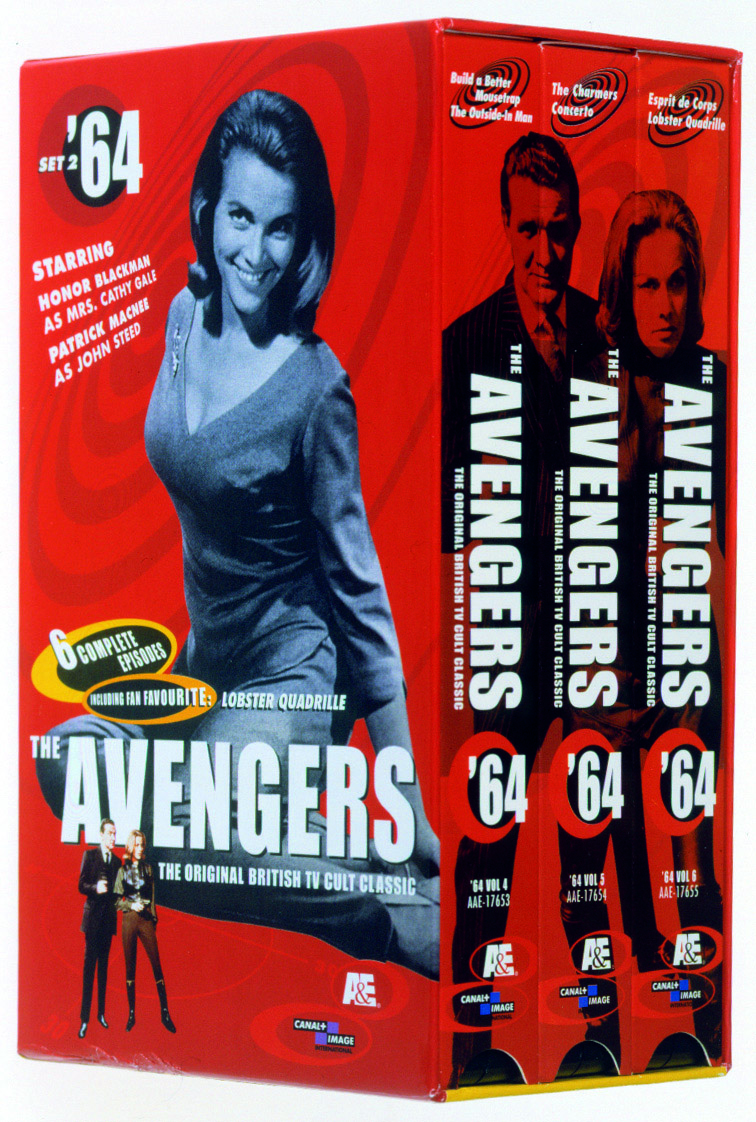 SET 2 '64
STARRING
HONOR BLACKMAN
AS MRS. CATHY GALE
PATRICK MACNEE
AS JOHN STEED
6 COMPLETE
EPISODES
INCLUDING FAN FAVOURITE: LOBSTER QUADRILLE
THE AVENGERS
THE ORIGINAL BRITISH TV CULT CLASSIC
A&E
CANAL+
IMAGE
INTERNATIONAL
Build a Better
Mousetrap
The Outside-In Man
THE AVENGERS
THE ORIGINAL BRITISH TV CULT CLASSIC
'64
'64 VOL 4
AAE-17653
A&E
CANAL+
IMAGE
INTERNATIONAL
The Charmers
Concerto
THE AVENGERS
THE ORIGINAL BRITISH TV CULT CLASSIC
'64
'64 VOL 5
AAE-17654
A&E
CANAL+
IMAGE
INTERNATIONAL
Esprit de Corps
Lobster Quadrille
THE AVENGERS
THE ORIGINAL BRITISH TV CULT CLASSIC
'64
'64 VOL 6
AAE-17655
A&E
CANAL+
IMAGE
INTERNATIONAL